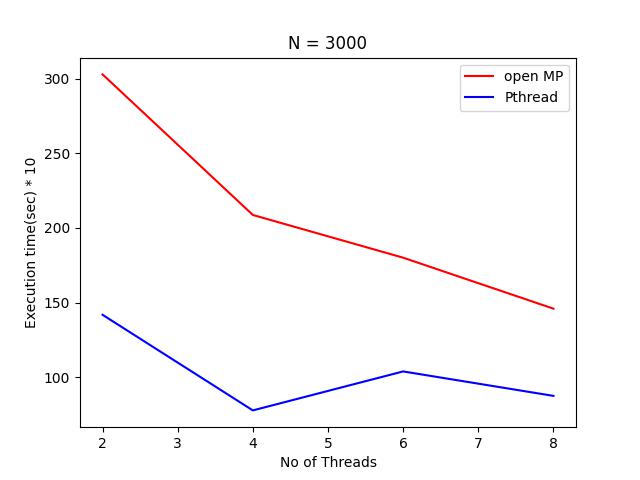 N = 3000
open MP
Pthread
300
250
200
150
100
Execution time(sec) * 10
2 3 4 5 6 7 8
No of Threads